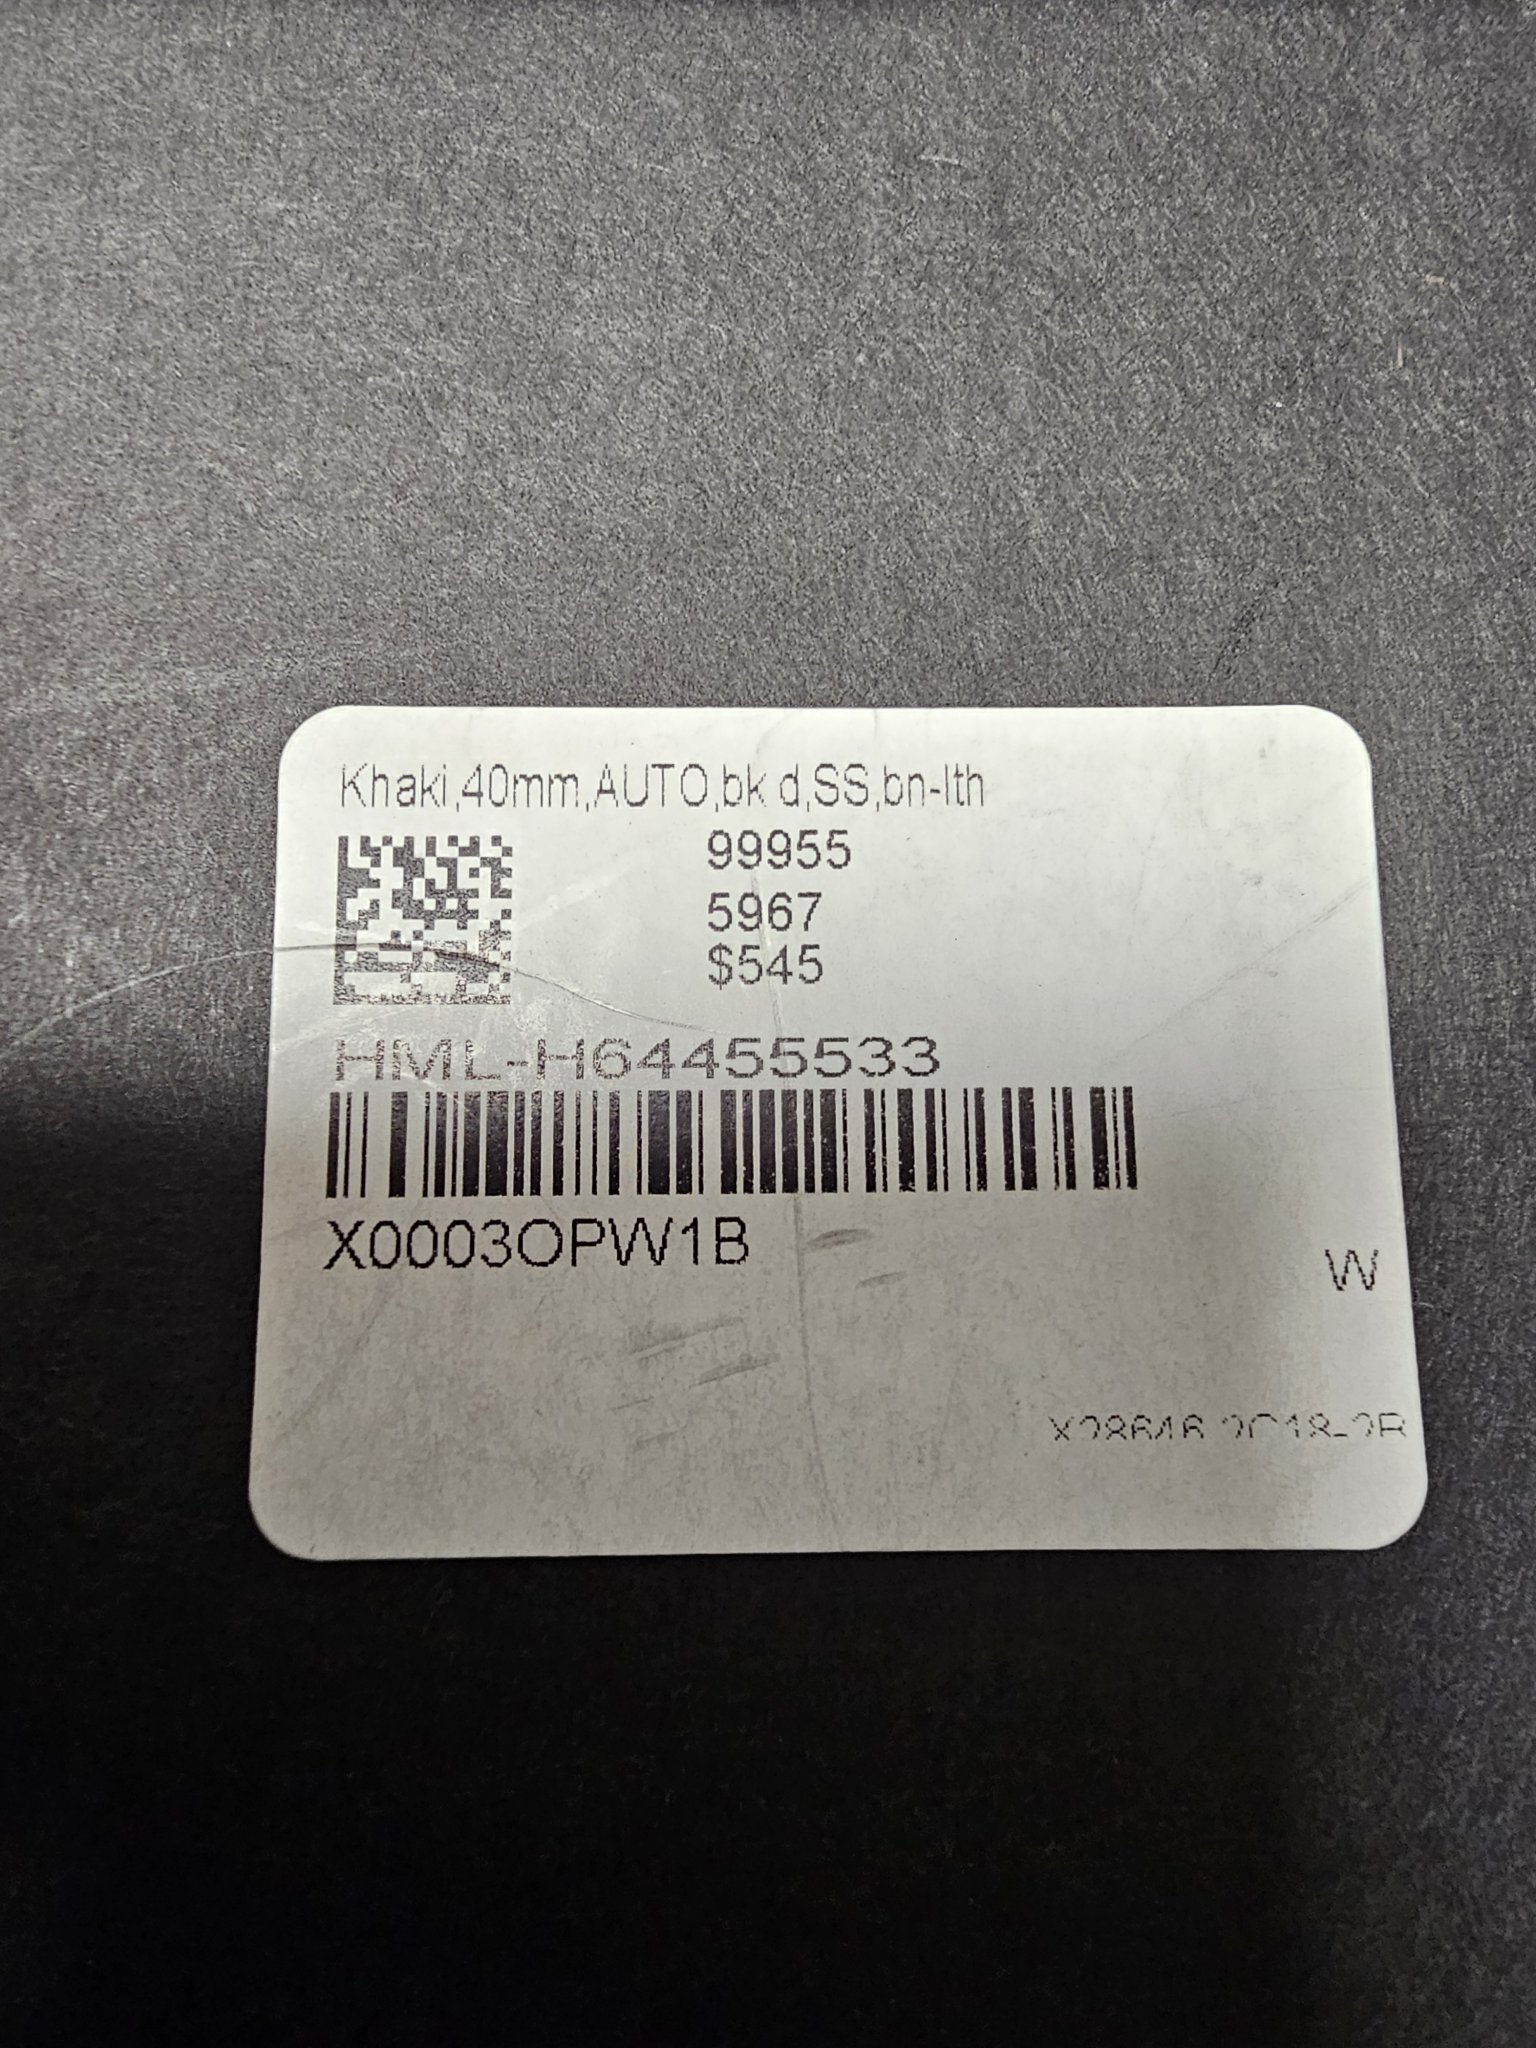 Khaki,40mm,AUTO,bk d,SS,bn-lth
99955
5967
$545
HML-H64455533
X0003OPW1B
W